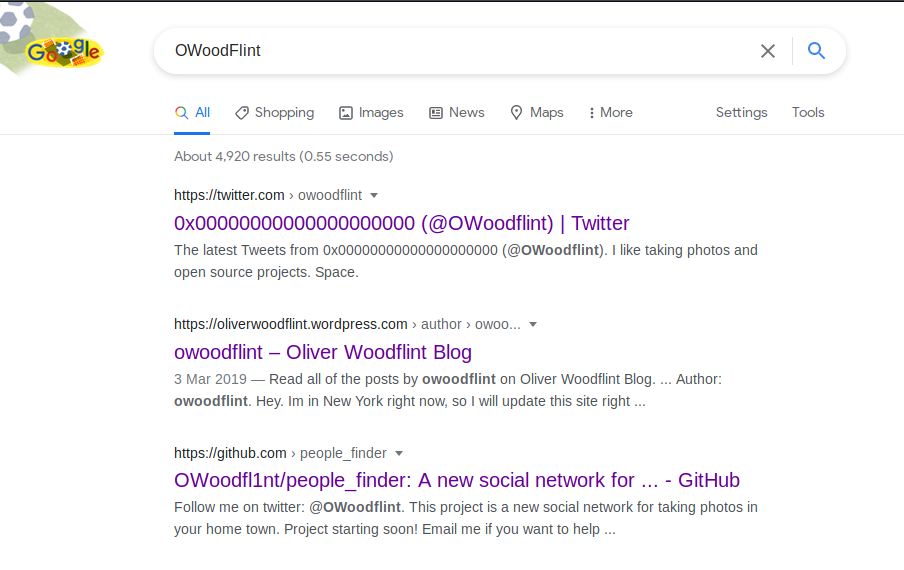 Google
OWoodFlint
All Shopping Images News Maps More Settings Tools
About 4,920 results (0.55 seconds)
https://twitter.com › owoodflint
0x00000000000000000000 (@OWoodflint) | Twitter
The latest Tweets from 0x00000000000000000000 (@OWoodflint). I like taking photos and
open source projects. Space.
https://oliverwoodflint.wordpress.com › author › owoo...
owoodflint – Oliver Woodflint Blog
3 Mar 2019 — Read all of the posts by owoodflint on Oliver Woodflint Blog. ... Author:
owoodflint. Hey. Im in New York right now, so I will update this site right ...
https://github.com › people_finder
OWoodfl1nt/people_finder: A new social network for ... - GitHub
Follow me on twitter: @OWoodflint. This project is a new social network for taking photos in
your home town. Project starting soon! Email me if you want to help ...